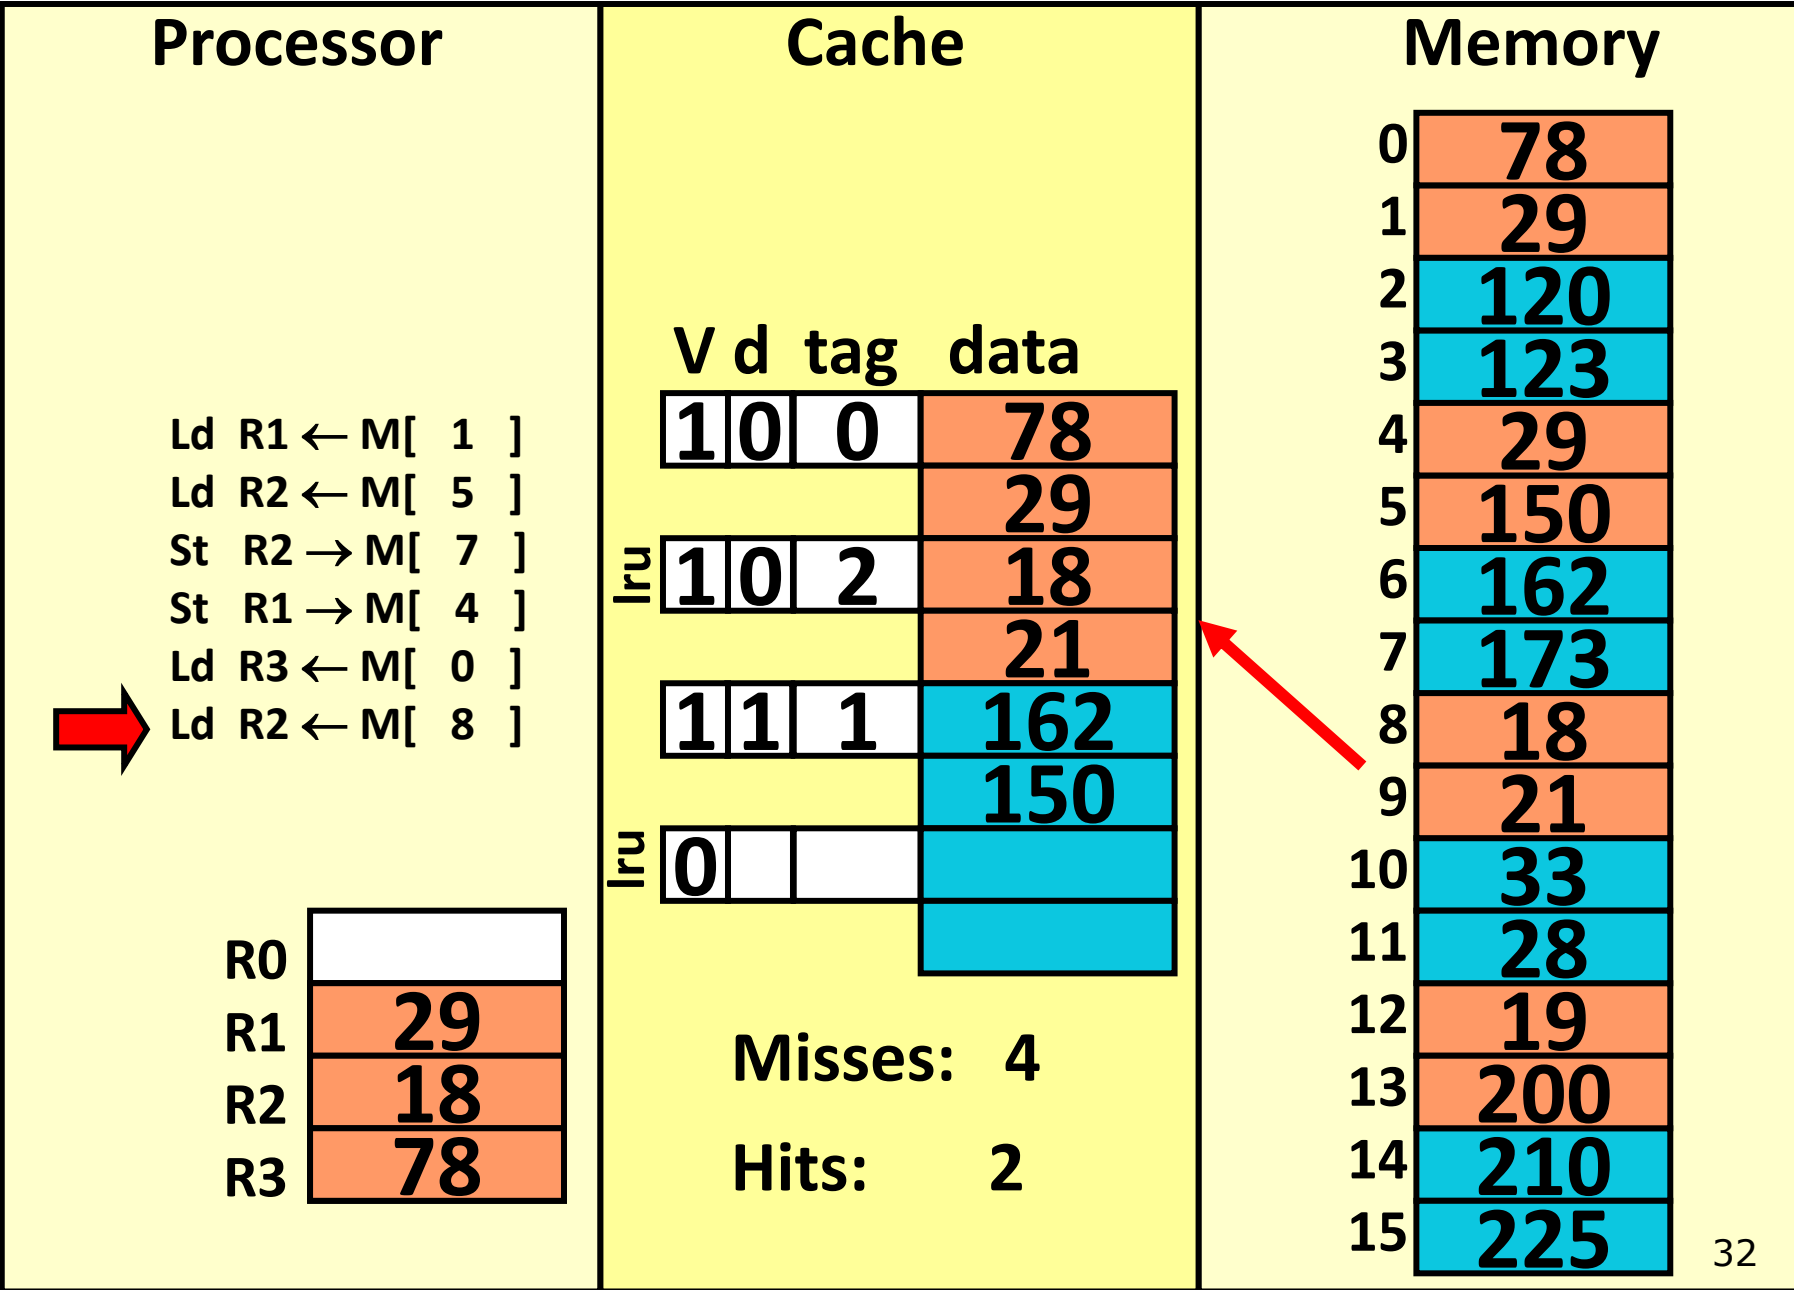 Processor
Ld R1 ← M[ 1 ]
Ld R2 ← M[ 5 ]
St R2 → M[ 7 ]
St R1 → M[ 4 ]
Ld R3 ← M[ 0 ]
Ld R2 ← M[ 8 ]
R0
R1 29
R2 18
R3 78
Cache
V d tag data
1 0 0 78
29
lru 1 0 2 18
21
1 1 1 162
150
lru 0
Misses: 4
Hits: 2
Memory
0 78
1 29
2 120
3 123
4 29
5 150
6 162
7 173
8 18
9 21
10 33
11 28
12 19
13 200
14 210
15 225
32